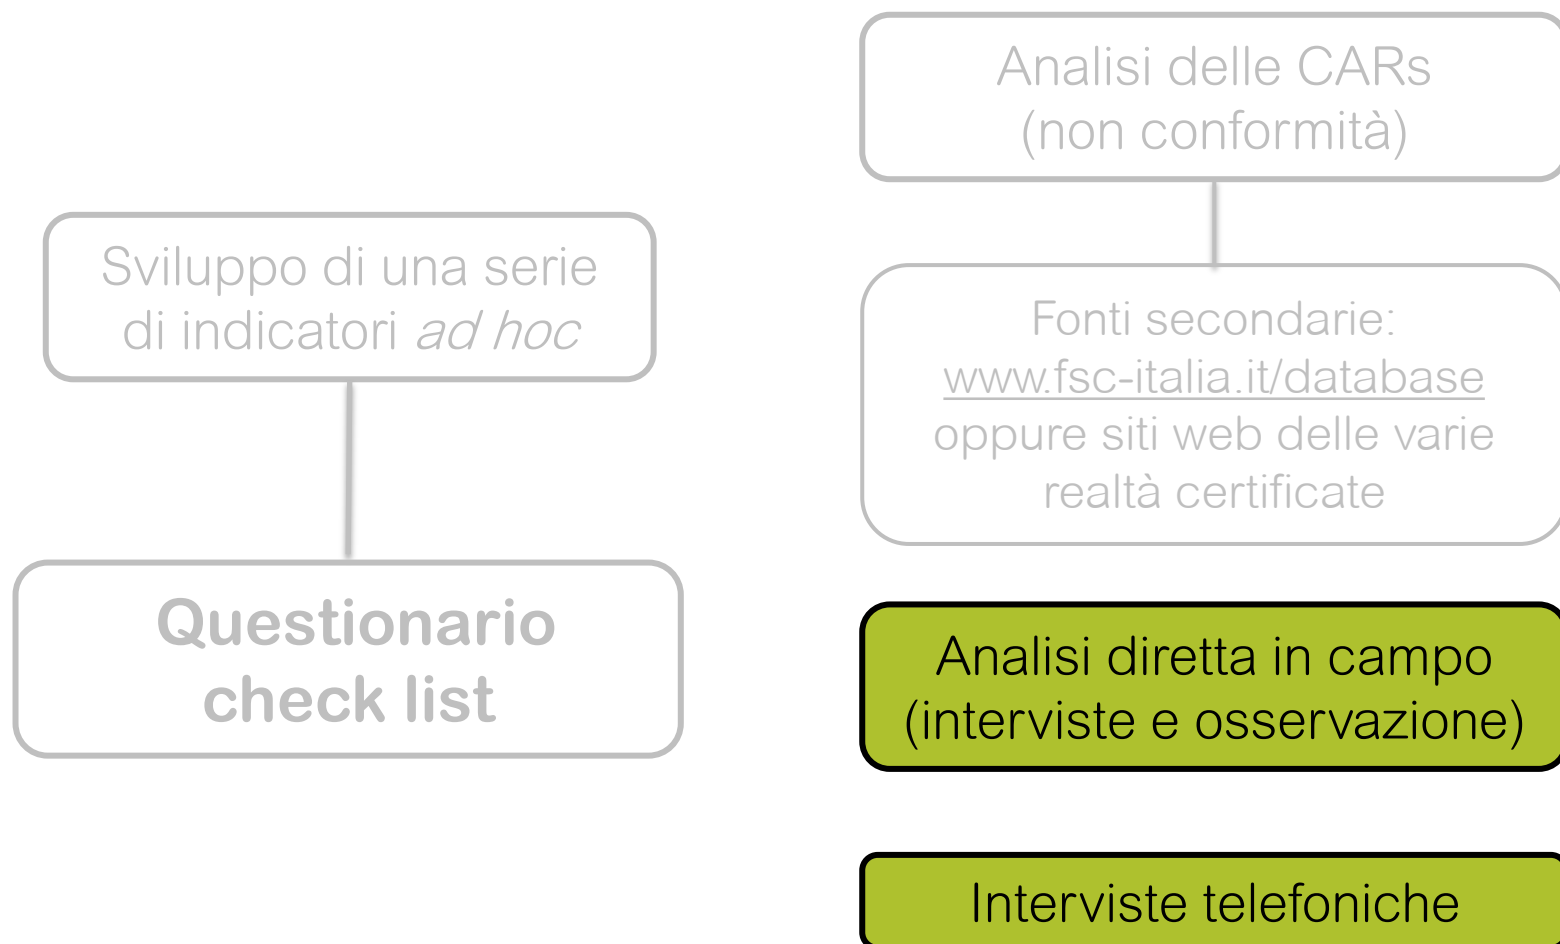 Analisi delle CARs
(non conformità)
Sviluppo di una serie
di indicatori ad hoc
Fonti secondarie:
www.fsc-italia.it/database
oppure siti web delle varie
realtà certificate
Questionario
check list
Analisi diretta in campo
(interviste e osservazione)
Interviste telefoniche